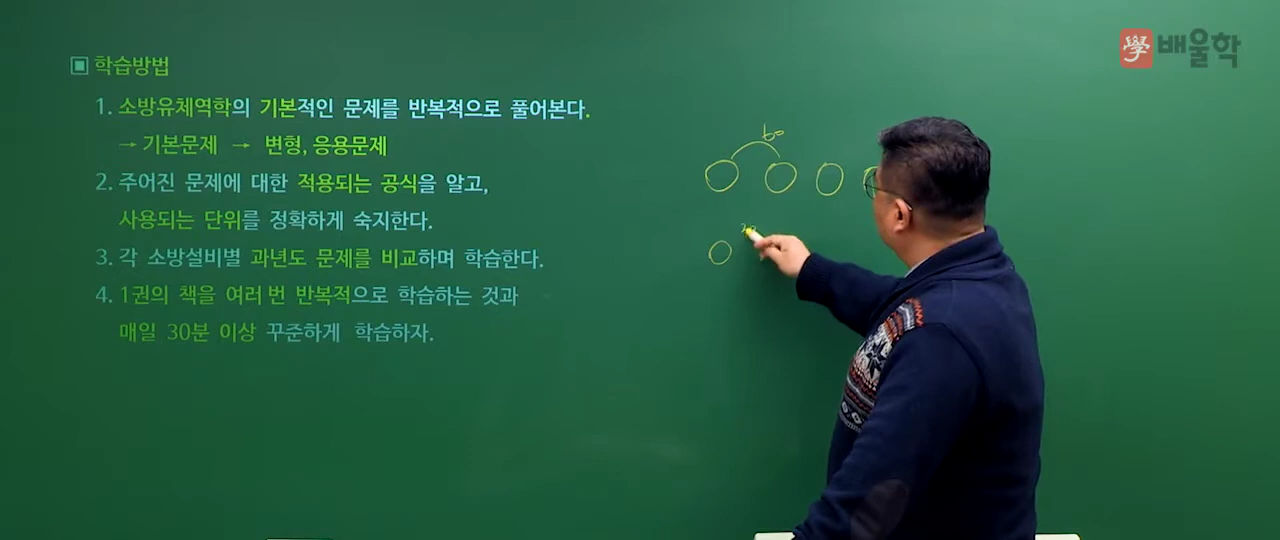 學 배울학
▣ 학습방법
1. 소방유체역학의 기본적인 문제를 반복적으로 풀어본다.
→ 기본문제 → 변형, 응용문제
2. 주어진 문제에 대한 적용되는 공식을 알고,
사용되는 단위를 정확하게 숙지한다.
3. 각 소방설비별 과년도 문제를 비교하며 학습한다.
4. 1권의 책을 여러 번 반복적으로 학습하는 것과
매일 30분 이상 꾸준하게 학습하자.
60